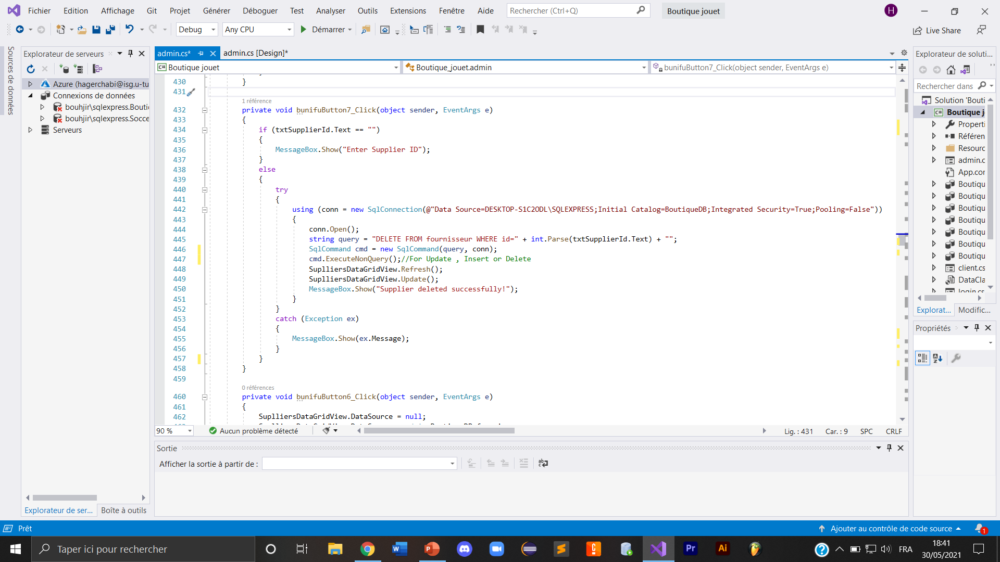 Fichier Edition Affichage Git Projet Générer Déboguer Test Analyser Outils Extensions Fenêtre Aide Rechercher (Ctrl+Q) Boutique jouet H
Debug Any CPU Démarrer Live Share
Sources de données
Explorateur de serveurs
Azure (hagerchabi@isg.u-tu
Connexions de données
bouhjir\sqlexpress.Bouti
bouhjir\sqlexpress.Socce
Serveurs
Explorateur de ser... Boîte à outils
admin.cs* admin.cs [Design]*
C# Boutique jouet Boutique_jouet.admin bunifuButton7_Click(object sender, EventArgs e)
430 }
431
1 référence
432 private void bunifuButton7_Click(object sender, EventArgs e)
433 {
434 if (txtSupplierId.Text == "")
435 {
436 MessageBox.Show("Enter Supplier ID");
437 }
438 else
439 {
440 try
441 {
442 using (conn = new SqlConnection(@"Data Source=DESKTOP-S1C2ODL\SQLEXPRESS;Initial Catalog=BoutiqueDB;Integrated Security=True;Pooling=False"))
443 {
444 conn.Open();
445 string query = "DELETE FROM fournisseur WHERE id=" + int.Parse(txtSupplierId.Text) + "";
446 SqlCommand cmd = new SqlCommand(query, conn);
447 cmd.ExecuteNonQuery();//For Update , Insert or Delete
448 SuplliersDataGridView.Refresh();
449 SuplliersDataGridView.Update();
450 MessageBox.Show("Supplier deleted successfully!");
451 }
452 }
453 catch (Exception ex)
454 {
455 MessageBox.Show(ex.Message);
456 }
457 }
458 }
459
0 références
460 private void bunifuButton6_Click(object sender, EventArgs e)
461 {
462 SuplliersDataGridView.DataSource = null;
90 % Aucun problème détecté Lig. : 431 Car. : 9 SPC CRLF
Sortie
Afficher la sortie à partir de :
Explorateur de soluti...
Rechercher dans
Solution 'Bouti
C# Boutique j
Properti
Référen
Resourc
admin.c
App.cor
Boutiqu
Boutiqu
Boutiqu
Boutiqu
Boutiqu
Boutiqu
Boutiqu
client.cs
DataCla
login.cs
Explorat... Modific...
Propriétés
Prêt Ajouter au contrôle de code source 1
Taper ici pour rechercher Pr Ai FRA 18:41
30/05/2021